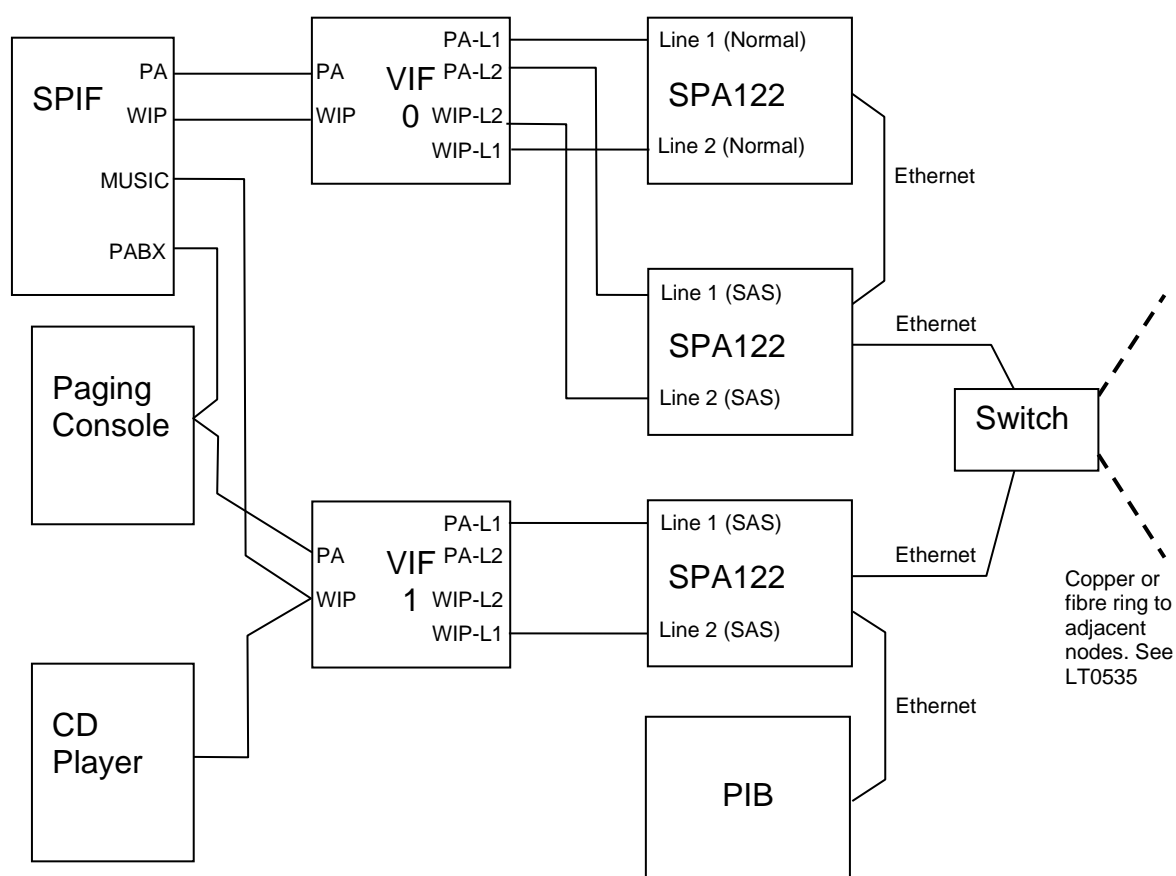 SPIF
PA
WIP
MUSIC
PABX
PA
WIP
VIF
0
PA-L1
PA-L2
WIP-L2
WIP-L1
Line 1 (Normal)
SPA122
Line 2 (Normal)
Ethernet
Line 1 (SAS)
SPA122
Line 2 (SAS)
Ethernet
Switch
Paging
Console
PA
WIP
VIF
1
PA-L1
PA-L2
WIP-L2
WIP-L1
Line 1 (SAS)
SPA122
Line 2 (SAS)
Ethernet
Copper or
fibre ring to
adjacent
nodes. See
LT0535
CD
Player
Ethernet
PIB